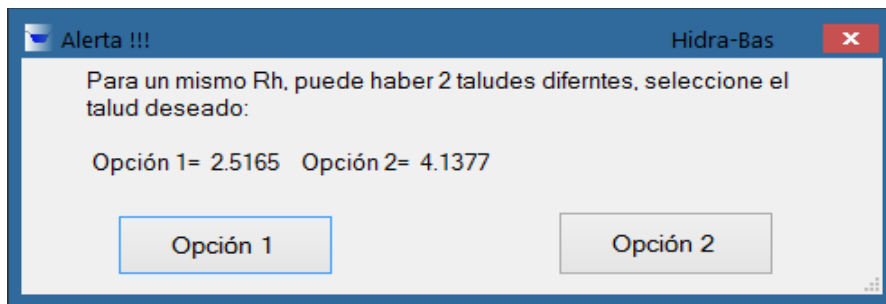 Alerta !!! Hidra-Bas
Para un mismo Rh, puede haber 2 taludes diferntes, seleccione el
talud deseado:
Opción 1= 2.5165 Opción 2= 4.1377
Opción 1 Opción 2